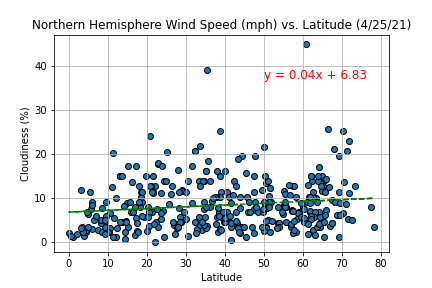 Northern Hemisphere Wind Speed (mph) vs. Latitude (4/25/21)
y = 0.04x + 6.83
Cloudiness (%)
40
30
20
10
0
0 10 20 30 40 50 60 70 80
Latitude